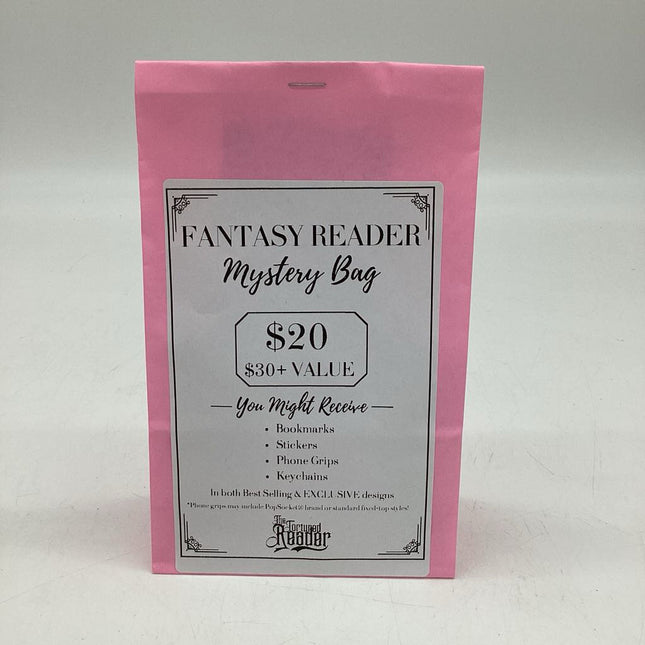 FANTASY READER
Mystery Bag
$20
$30+ VALUE
You Might Receive
• Bookmarks
• Stickers
• Phone Grips
• Keychains
In both Best Selling & EXCLUSIVE designs
*Phone grips may include PopSocket® brand or standard fixed-top styles!
The
Tortured
Reader